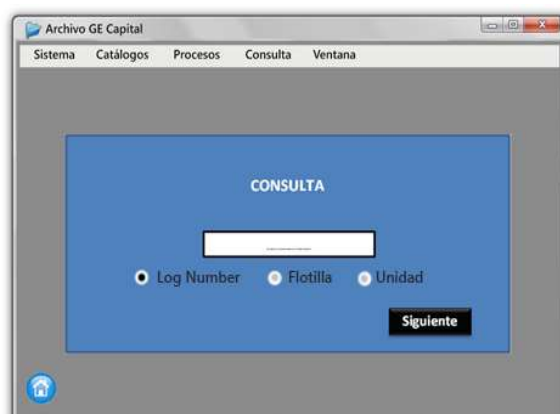 Archivo GE Capital
Sistema Catálogos Procesos Consulta Ventana
CONSULTA
Log Number Flotilla Unidad
Siguiente